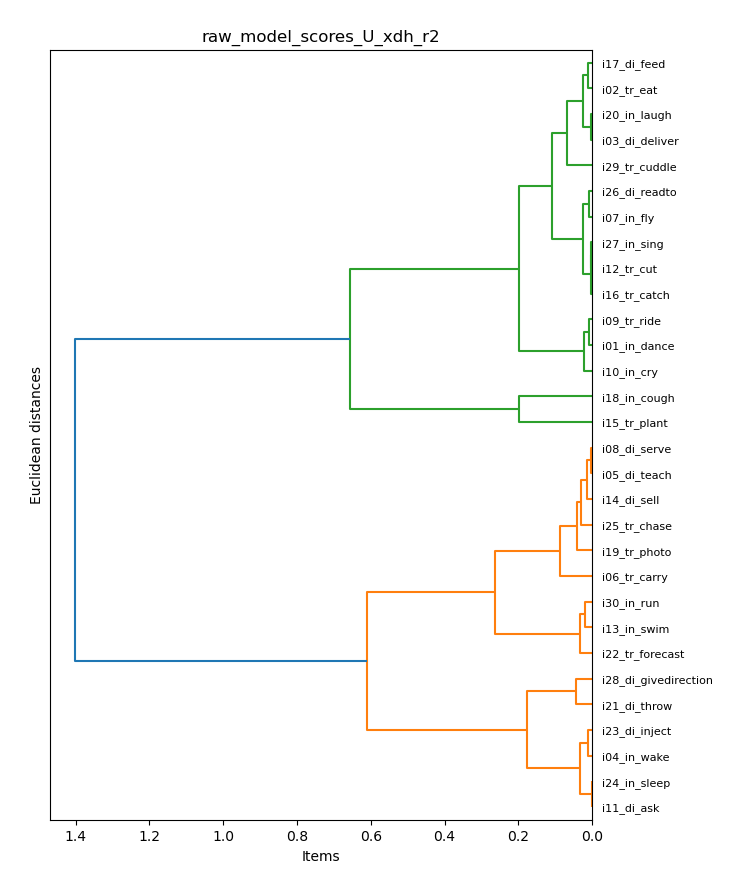 raw_model_scores_U_xdh_r2
i17_di_feed
i02_tr_eat
i20_in_laugh
i03_di_deliver
i29_tr_cuddle
i26_di_readto
i07_in_fly
i27_in_sing
i12_tr_cut
i16_tr_catch
i09_tr_ride
i01_in_dance
i10_in_cry
i18_in_cough
i15_tr_plant
i08_di_serve
i05_di_teach
i14_di_sell
i25_tr_chase
i19_tr_photo
i06_tr_carry
i30_in_run
i13_in_swim
i22_tr_forecast
i28_di_givedirection
i21_di_throw
i23_di_inject
i04_in_wake
i24_in_sleep
i11_di_ask
Euclidean distances
1.4 1.2 1.0 0.8 0.6 0.4 0.2 0.0
Items